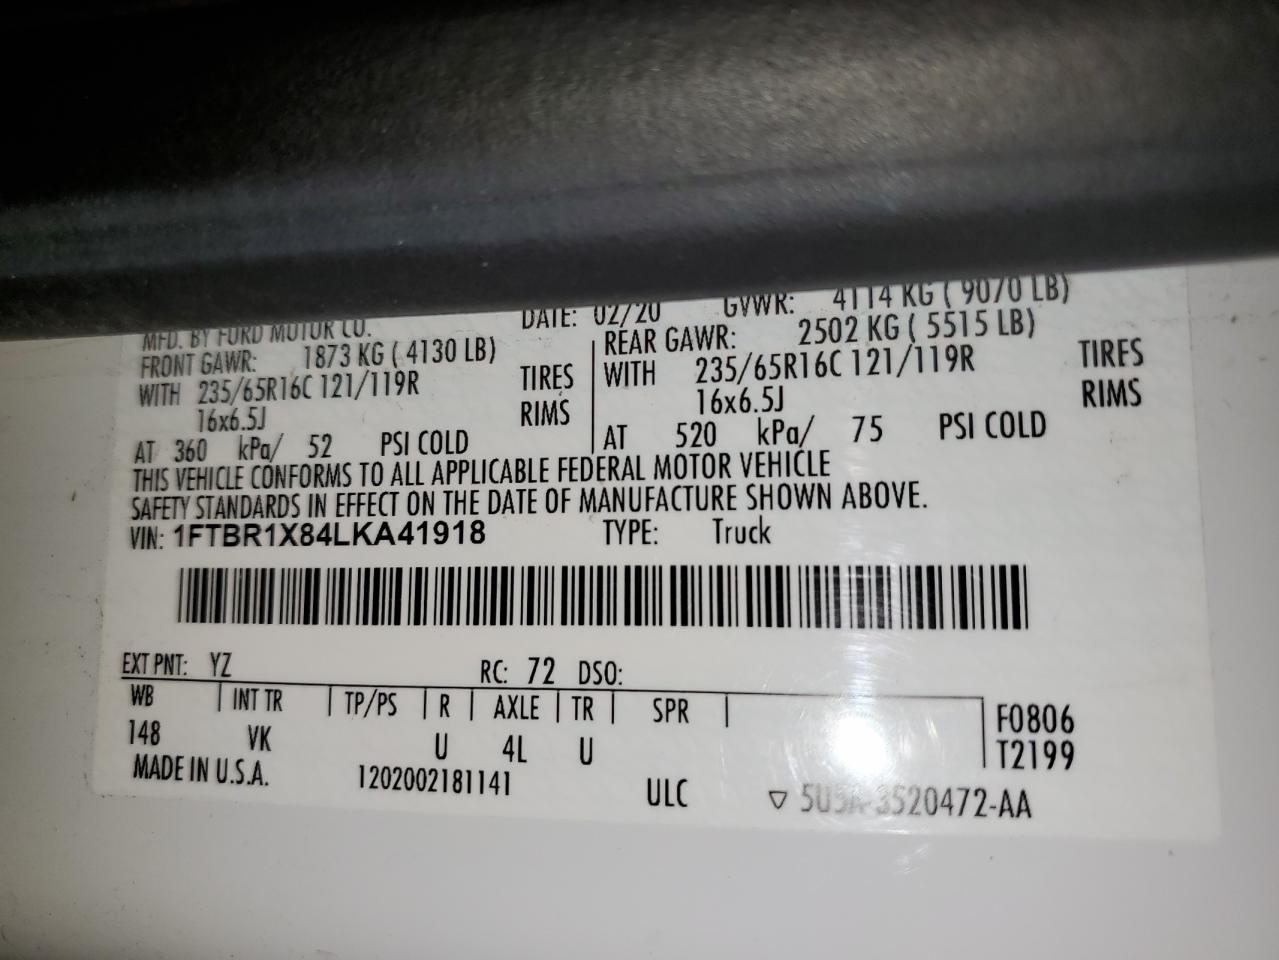 MFD. BY FORD MOTOR CO. DATE: 02/20 GVWR: 4114 KG ( 9070 LB)
FRONT GAWR: 1873 KG ( 4130 LB) REAR GAWR: 2502 KG ( 5515 LB)
WITH 235/65R16C 121/119R TIRES WITH 235/65R16C 121/119R TIRES
16x6.5J RIMS 16x6.5J RIMS
AT 360 kPa/ 52 PSI COLD AT 520 kPa/ 75 PSI COLD
THIS VEHICLE CONFORMS TO ALL APPLICABLE FEDERAL MOTOR VEHICLE
SAFETY STANDARDS IN EFFECT ON THE DATE OF MANUFACTURE SHOWN ABOVE.
VIN: 1FTBR1X84LKA41918 TYPE: Truck
EXT PNT: YZ RC: 72 DSO:
WB INT TR TP/PS R AXLE TR SPR F0806
148 VK U 4L U T2199
MADE IN U.S.A. 1202002181141 ULC ▽ 5U5A-3520472-AA